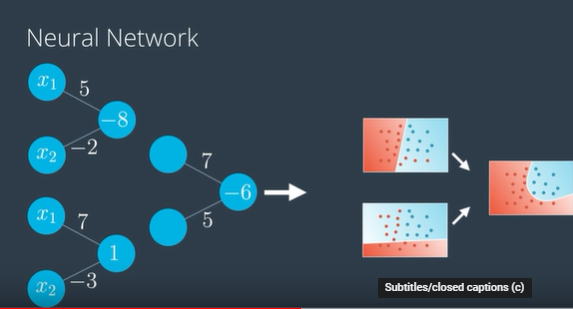 Neural Network
x1
5
-8
x2
-2
7
-6
x1
7
5
1
x2
-3
Subtitles/closed captions (c)